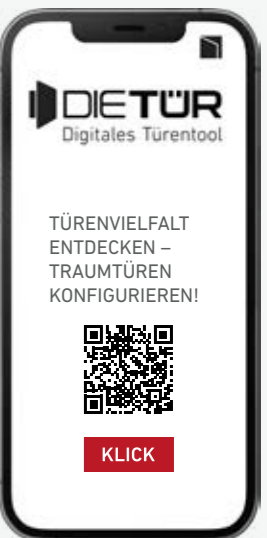 DIETÜR
Digitales Türentool
TÜRENVIELFALT
ENTDECKEN –
TRAUMTÜREN
KONFIGURIEREN!
KLICK